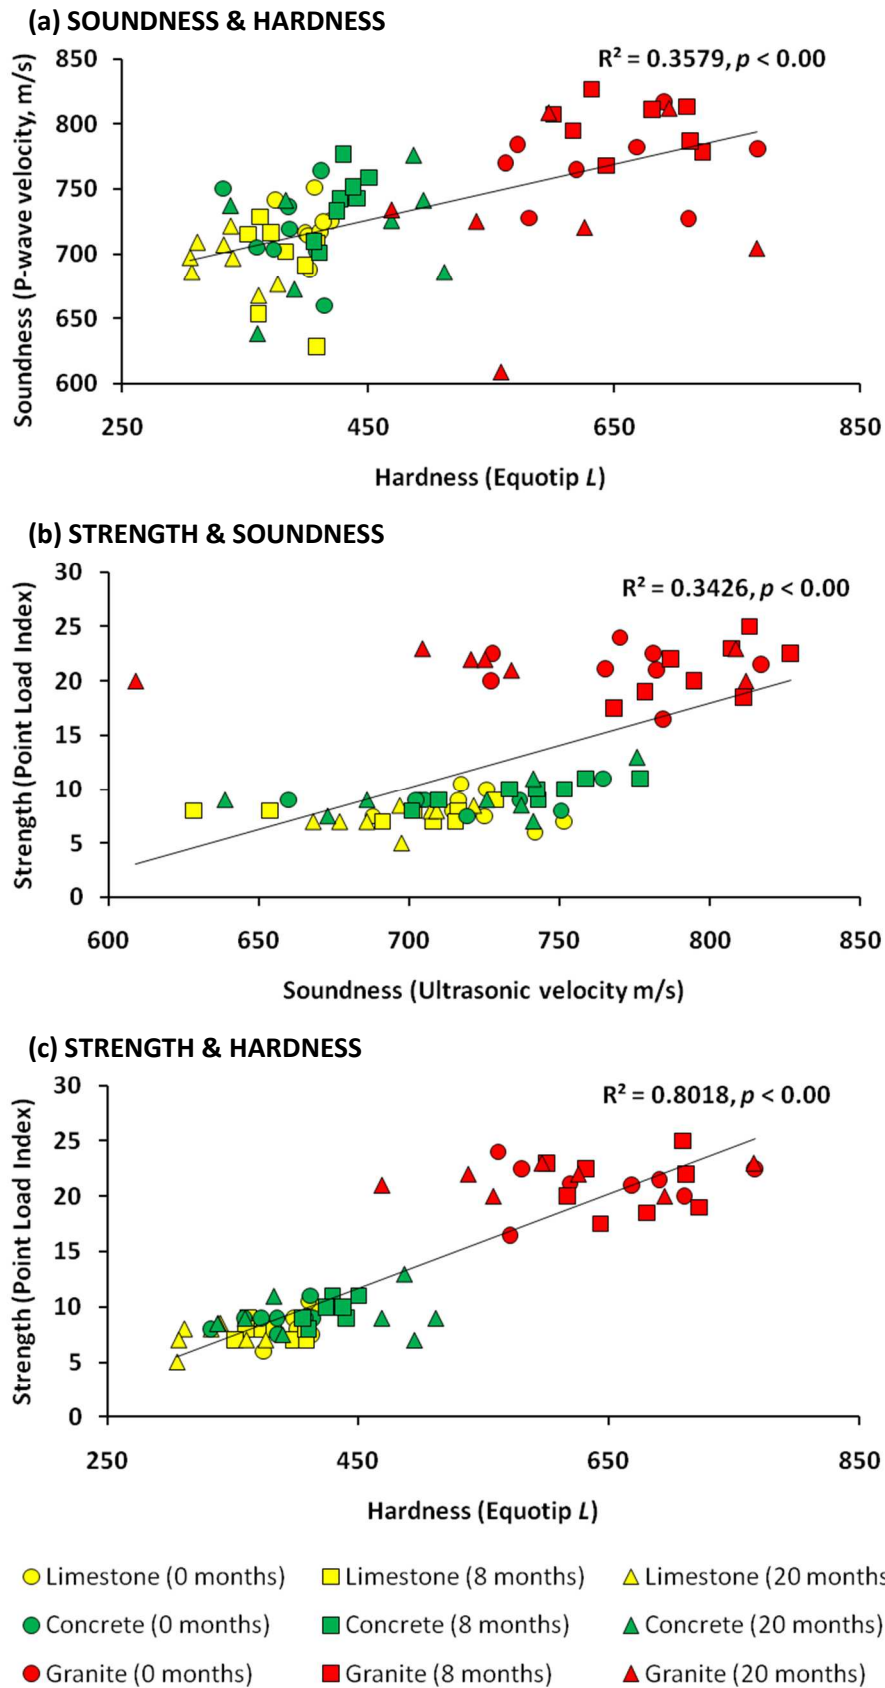 (a) SOUNDNESS & HARDNESS
R² = 0.3579, p < 0.00
Soundness (P-wave velocity, m/s)
850
800
750
700
650
600
250 450 650 850
Hardness (Equotip L)
(b) STRENGTH & SOUNDNESS
R² = 0.3426, p < 0.00
Strength (Point Load Index)
30
25
20
15
10
5
0
600 650 700 750 800 850
Soundness (Ultrasonic velocity m/s)
(c) STRENGTH & HARDNESS
R² = 0.8018, p < 0.00
Strength (Point Load Index)
30
25
20
15
10
5
0
250 450 650 850
Hardness (Equotip L)
Limestone (0 months) Limestone (8 months) Limestone (20 months
Concrete (0 months) Concrete (8 months) Concrete (20 months)
Granite (0 months) Granite (8 months) Granite (20 months)